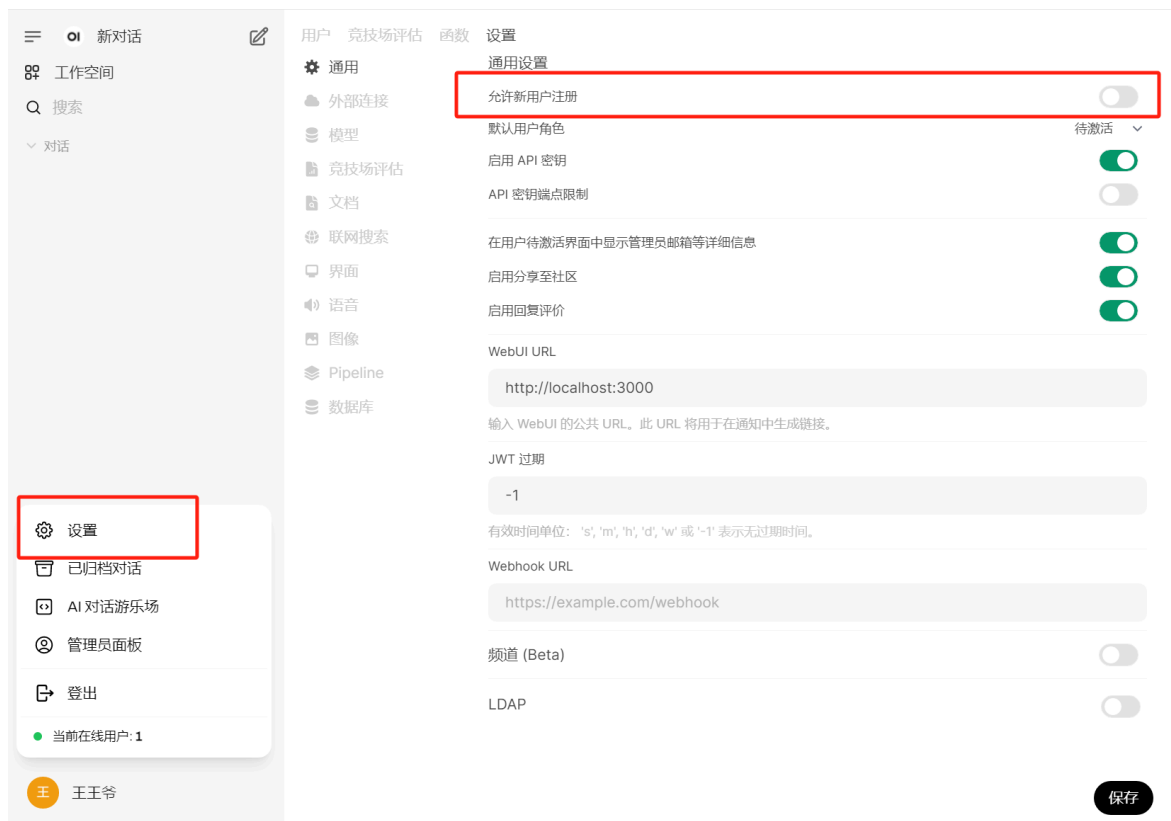 OI 新对话
工作空间
搜索
对话
设置
已归档对话
AI 对话游乐场
管理员面板
登出
当前在线用户: 1
王 王王爷
用户 竞技场评估 函数 设置
通用
外部连接
模型
竞技场评估
文档
联网搜索
界面
语音
图像
Pipeline
数据库
通用设置
允许新用户注册
默认用户角色 待激活
启用 API 密钥
API 密钥端点限制
在用户待激活界面中显示管理员邮箱等详细信息
启用分享至社区
启用回复评价
WebUI URL
http://localhost:3000
输入 WebUI 的公共 URL。此 URL 将用于在通知中生成链接。
JWT 过期
-1
有效时间单位： 's', 'm', 'h', 'd', 'w' 或 '-1' 表示无过期时间。
Webhook URL
https://example.com/webhook
频道 (Beta)
LDAP
保存